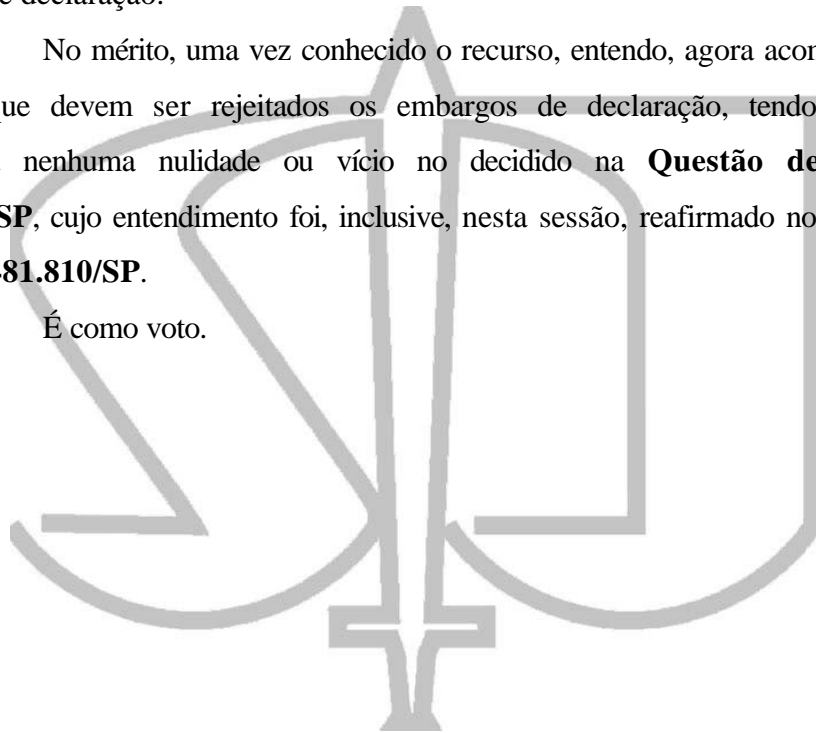 e declaração.
No mérito, uma vez conhecido o recurso, entendo, agora
que devem ser rejeitados os embargos de declaração, tendo
nenhuma nulidade ou vício no decidido na Questão de
SP, cujo entendimento foi, inclusive, nesta sessão, reafirmado no
81.810/SP.
É como voto.